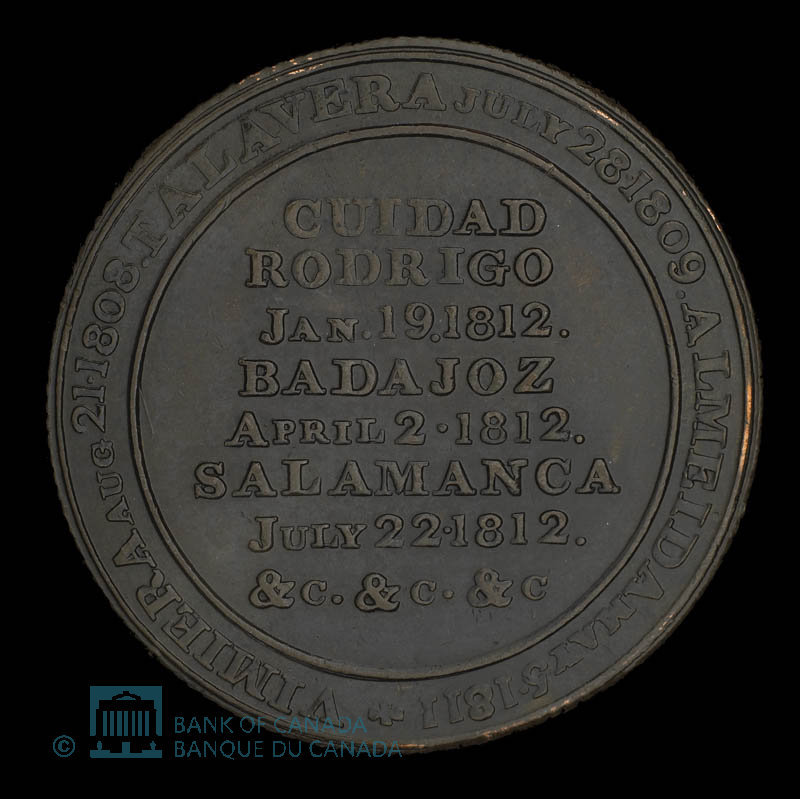 VIMIERA AUG 21·1808. TALAVERA JULY 28·1809. ALMEIDA MAY 5·1811
CUIDAD
RODRIGO
JAN. 19.1812.
BADAJOZ
APRIL 2·1812.
SALAMANCA
JULY 22·1812.
&C. &C. &C
© BANK OF CANADA
BANQUE DU CANADA